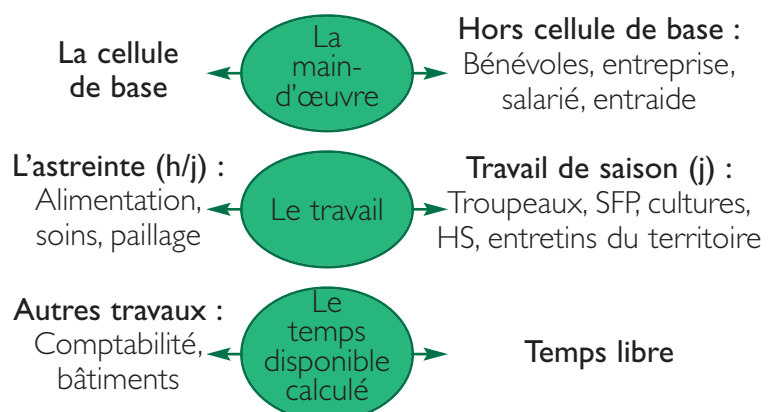 La cellule
de base
La
main-
d'œuvre
Hors cellule de base :
Bénévoles, entreprise,
salarié, entraide
L'astreinte (h/j) :
Alimentation,
soins, paillage
Le travail
Travail de saison (j) :
Troupeaux, SFP, cultures,
HS, entretins du territoire
Autres travaux :
Comptabilité,
bâtiments
Le
temps
disponible
calculé
Temps libre